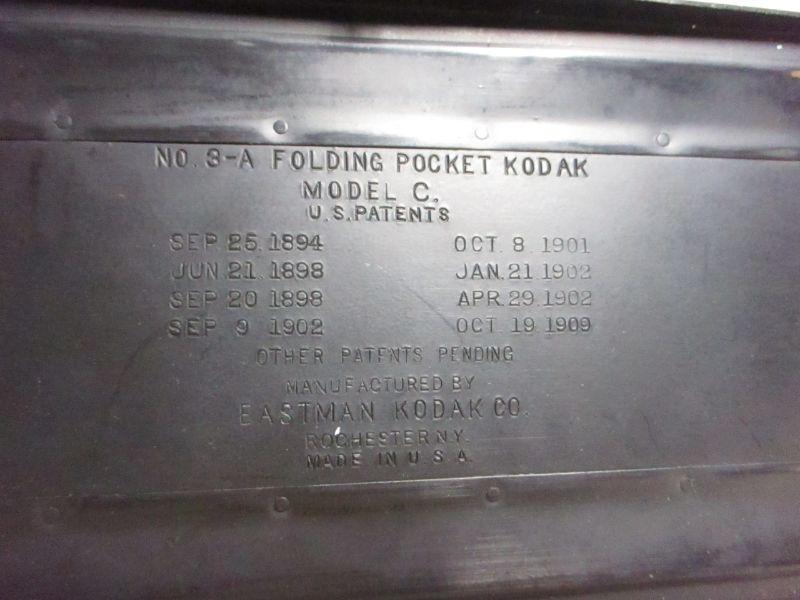 NO. 3-A FOLDING POCKET KODAK
MODEL C.
U.S. PATENTS
SEP 25. 1894 OCT. 8. 1901
JUN. 21. 1898 JAN. 21 1902
SEP 20 1898 APR. 29. 1902
SEP 9 1902 OCT 19 1909
OTHER PATENTS PENDING
MANUFACTURED BY
EASTMAN KODAK CO.
ROCHESTER N.Y.
MADE IN U.S.A.